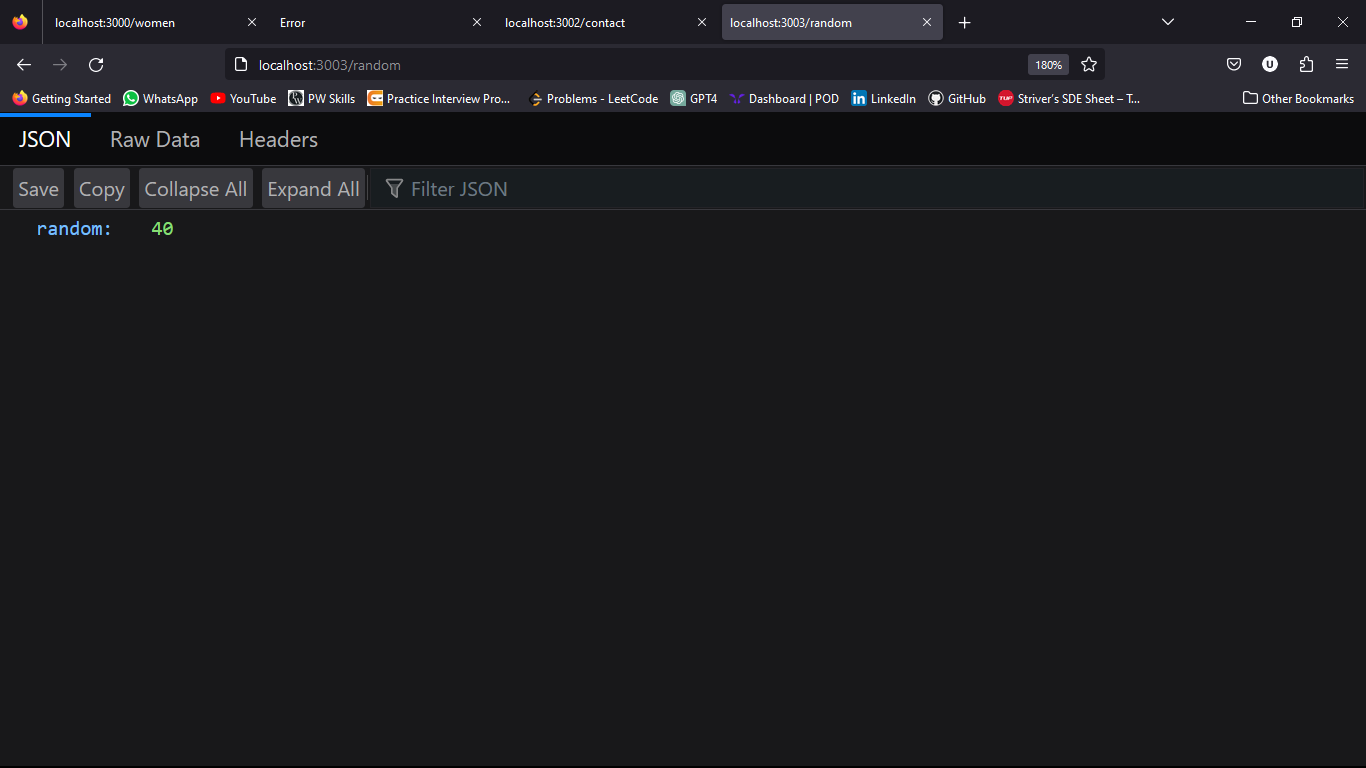 localhost:3000/women Error localhost:3002/contact localhost:3003/random
localhost:3003/random 180% U
Getting Started WhatsApp YouTube PW Skills Practice Interview Pro... Problems - LeetCode GPT4 Dashboard | POD LinkedIn GitHub TUF Striver's SDE Sheet – T... Other Bookmarks
JSON Raw Data Headers
Save Copy Collapse All Expand All Filter JSON
random: 40